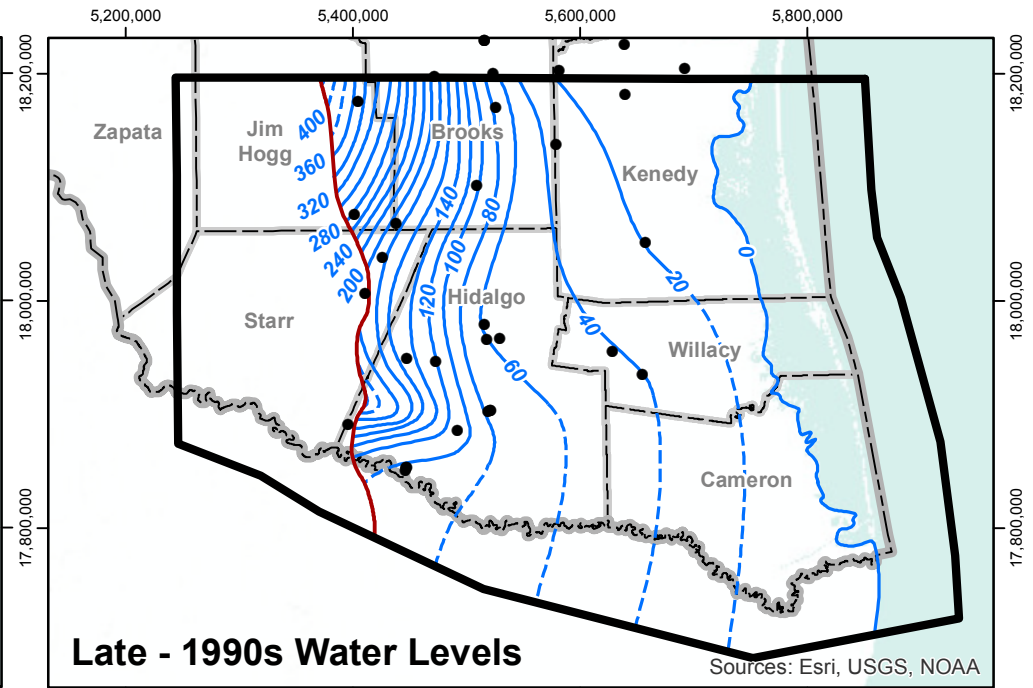 5,200,000
5,400,000
5,600,000
5,800,000
18,200,000
18,200,000
Zapata
Jim
Hogg
Brooks
Kenedy
400
360
320
280
240
200
140
80
100
120
0
20
40
60
Hidalgo
Starr
Willacy
Cameron
18,000,000
18,000,000
17,800,000
17,800,000
Late - 1990s Water Levels
Sources: Esri, USGS, NOAA